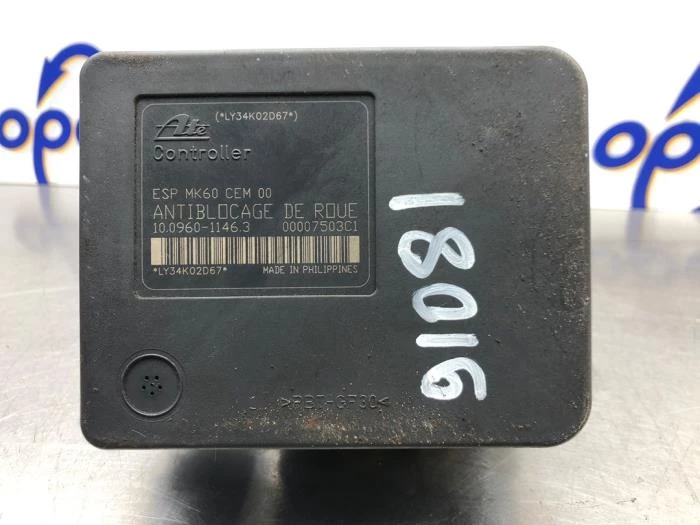 (*LY34K02D67*)
Ate
Controller
ESP MK60 CEM 00
ANTIBLOCAGE DE ROUE
10.0960-1146.3 00007503C1
*LY34K02D67*
MADE IN PHILIPPINES
18016
>PBT-GF30<